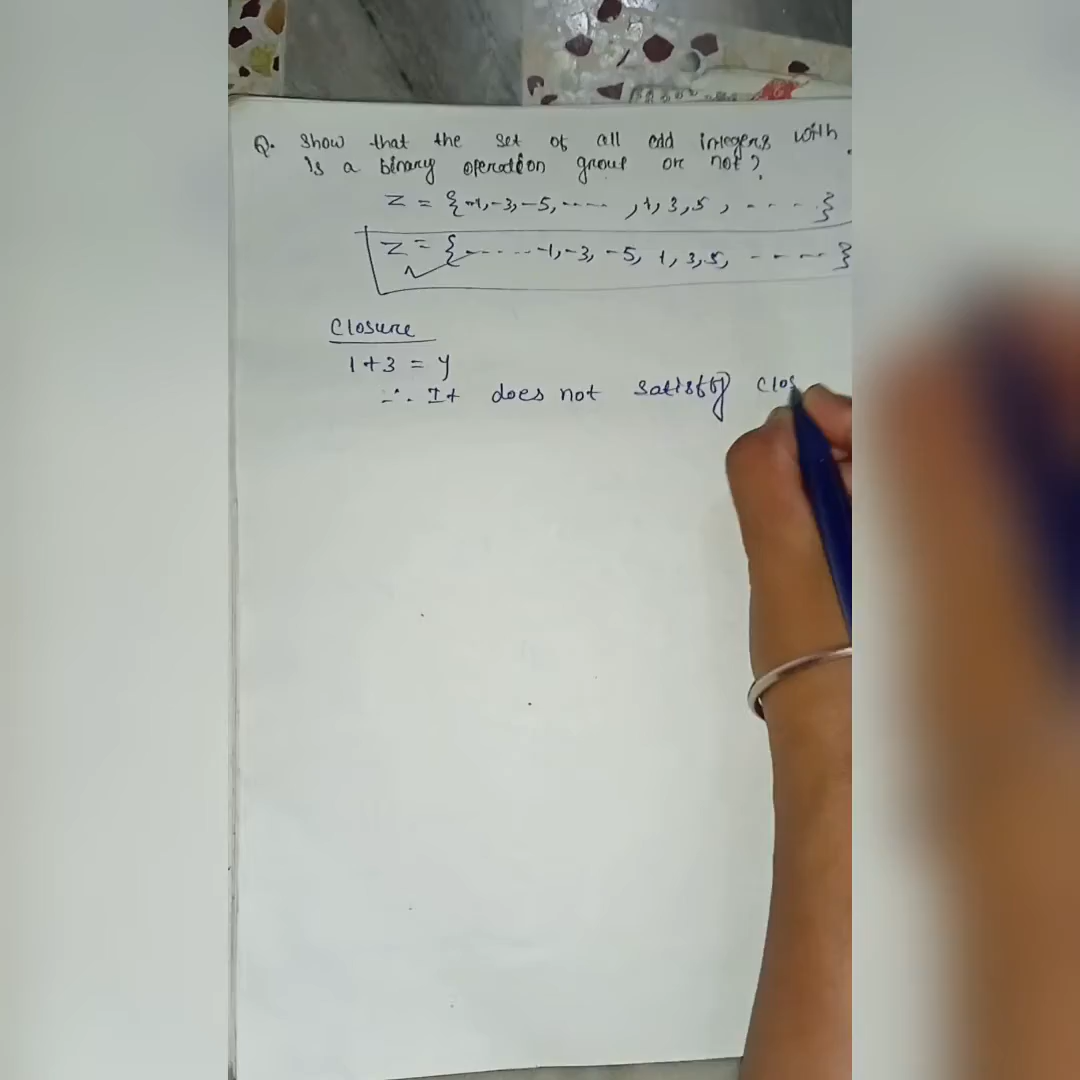 Q. Show that the set of all odd integers with
is a binary operation group or not?
Z = {-1, -3, -5, ..... , 1, 3, 5, .... }
Z = { ..... -1, -3, -5, 1, 3, 5, ..... }
Closure
1+3 = 4
∴ It does not satisfy clos